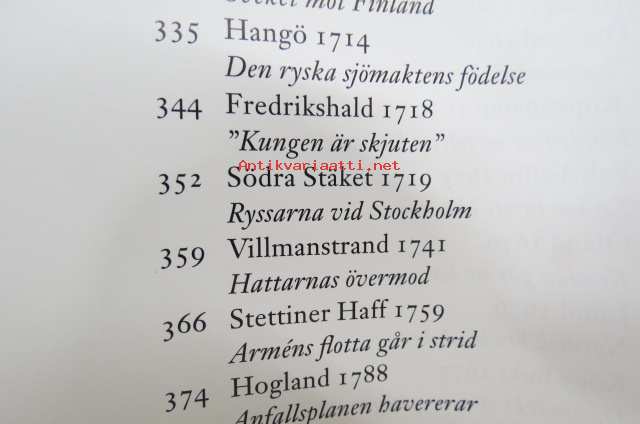 mot Finland
335 Hangö 1714
Den ryska sjömaktens födelse
344 Fredrikshald 1718
”Kungen är skjuten”
Antikvariaatti.net
352 Södra Stäket 1719
Ryssarna vid Stockholm
359 Villmanstrand 1741
Hattarnas övermod
366 Stettiner Haff 1759
Arméns flotta går i strid
374 Hogland 1788
Anfallsplanen havererar